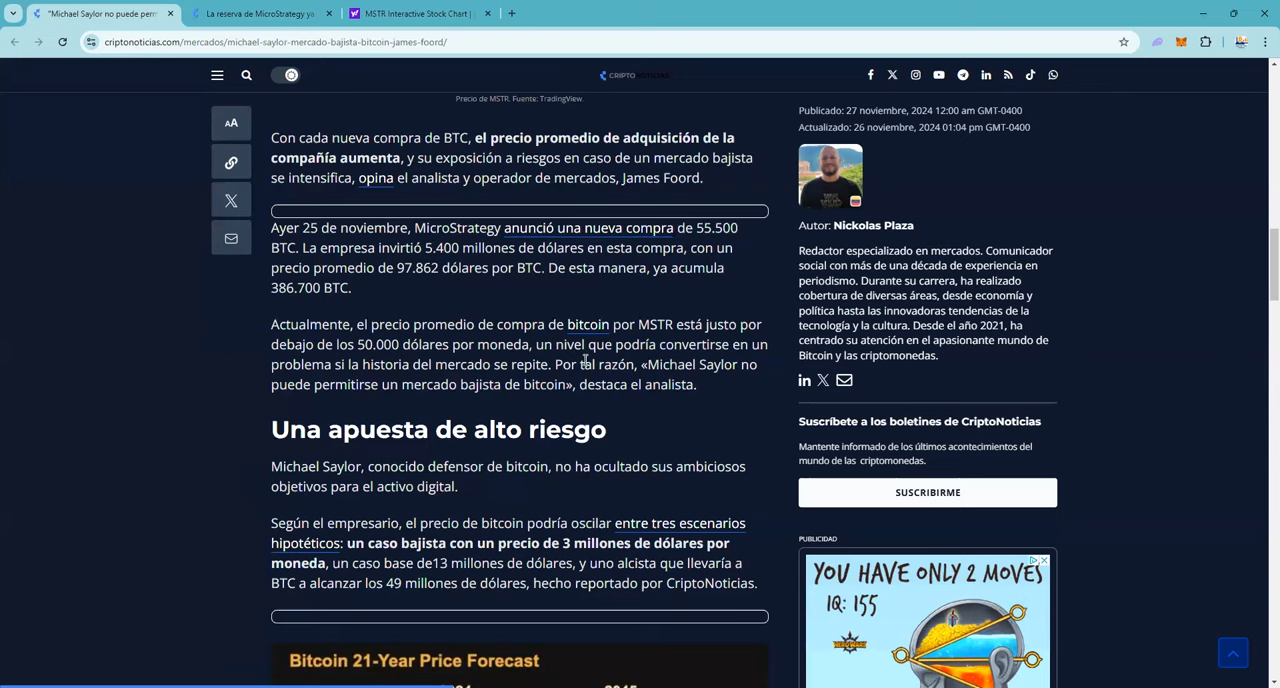 "Michael Saylor no puede perm
La reserva de MicroStrategy ya
MSTR Interactive Stock Chart |
criptonoticias.com/mercados/michael-saylor-mercado-bajista-bitcoin-james-foord/
CRIPTONOTICIAS
Precio de MSTR. Fuente: TradingView.
AA
Con cada nueva compra de BTC, el precio promedio de adquisición de la
compañía aumenta, y su exposición a riesgos en caso de un mercado bajista
se intensifica, opina el analista y operador de mercados, James Foord.
Ayer 25 de noviembre, MicroStrategy anunció una nueva compra de 55.500
BTC. La empresa invirtió 5.400 millones de dólares en esta compra, con un
precio promedio de 97.862 dólares por BTC. De esta manera, ya acumula
386.700 BTC.
Actualmente, el precio promedio de compra de bitcoin por MSTR está justo por
debajo de los 50.000 dólares por moneda, un nivel que podría convertirse en un
problema si la historia del mercado se repite. Por tal razón, «Michael Saylor no
puede permitirse un mercado bajista de bitcoin», destaca el analista.
Una apuesta de alto riesgo
Michael Saylor, conocido defensor de bitcoin, no ha ocultado sus ambiciosos
objetivos para el activo digital.
Según el empresario, el precio de bitcoin podría oscilar entre tres escenarios
hipotéticos: un caso bajista con un precio de 3 millones de dólares por
moneda, un caso base de13 millones de dólares, y uno alcista que llevaría a
BTC a alcanzar los 49 millones de dólares, hecho reportado por CriptoNoticias.
Bitcoin 21-Year Price Forecast
Publicado: 27 noviembre, 2024 12:00 am GMT-0400
Actualizado: 26 noviembre, 2024 01:04 pm GMT-0400
Autor: Nickolas Plaza
Redactor especializado en mercados. Comunicador
social con más de una década de experiencia en
periodismo. Durante su carrera, ha realizado
cobertura de diversas áreas, desde economía y
política hasta las innovadoras tendencias de la
tecnología y la cultura. Desde el año 2021, ha
centrado su atención en el apasionante mundo de
Bitcoin y las criptomonedas.
Suscríbete a los boletines de CriptoNoticias
Mantente informado de los últimos acontecimientos del
mundo de las criptomonedas.
SUSCRIBIRME
PUBLICIDAD
YOU HAVE ONLY 2 MOVES
IQ: 155
HERO WARS